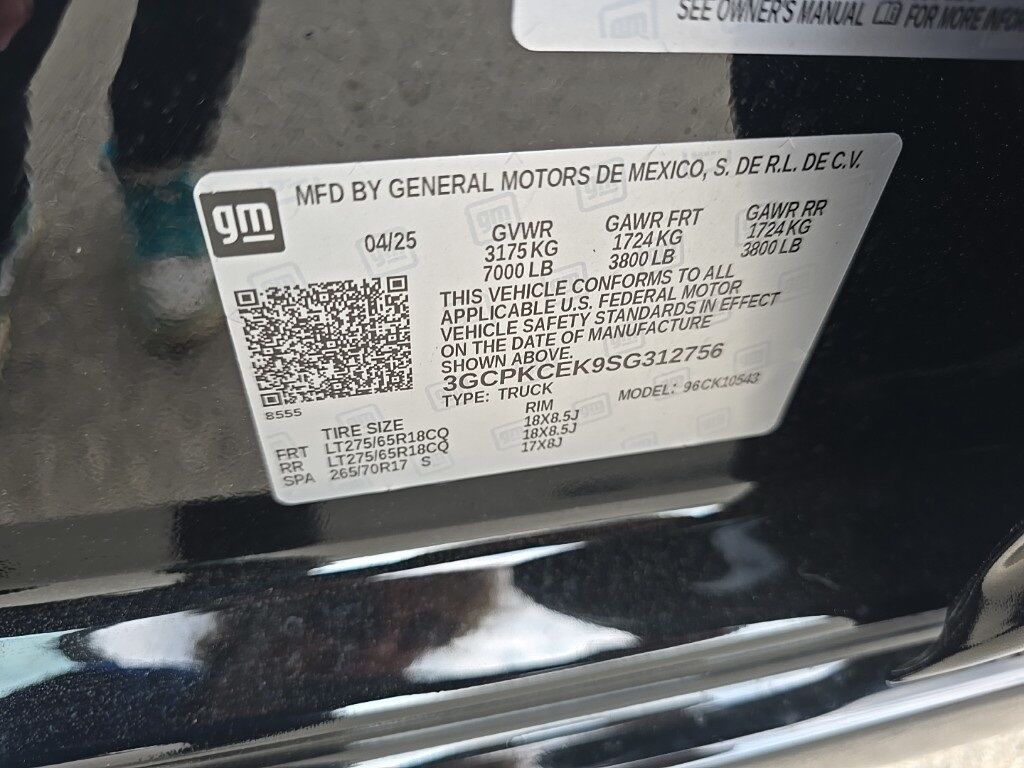 SEE OWNER'S MANUAL FOR MORE
gm
MFD BY GENERAL MOTORS DE MEXICO, S. DE R.L. DE C.V.
04/25
GVWR GAWR FRT GAWR RR
3175 KG 1724 KG 1724 KG
7000 LB 3800 LB 3800 LB
THIS VEHICLE CONFORMS TO ALL
APPLICABLE U.S. FEDERAL MOTOR
VEHICLE SAFETY STANDARDS IN EFFECT
ON THE DATE OF MANUFACTURE
SHOWN ABOVE.
3GCPKCEK9SG312756
TYPE: TRUCK MODEL: 96CK10543
8555
TIRE SIZE RIM
FRT LT275/65R18CQ 18X8.5J
RR LT275/65R18CQ 18X8.5J
SPA 265/70R17 S 17X8J